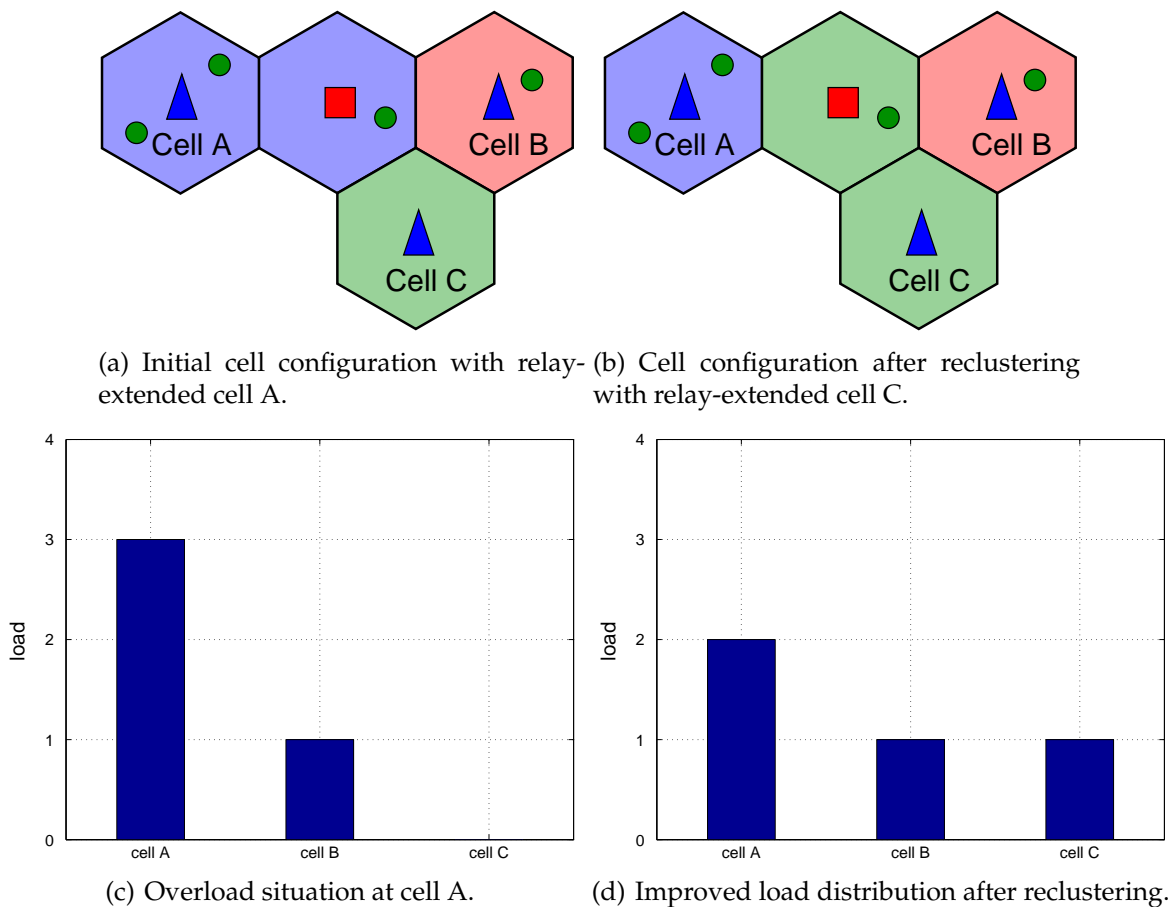 Cell A
Cell B
Cell C
Cell A
Cell B
Cell C
(a) Initial cell configuration with relay-
extended cell A.
(b) Cell configuration after reclustering
with relay-extended cell C.
4
3
2
1
0
load
cell A
cell B
cell C
(c) Overload situation at cell A.
4
3
2
1
0
load
cell A
cell B
cell C
(d) Improved load distribution after reclustering.